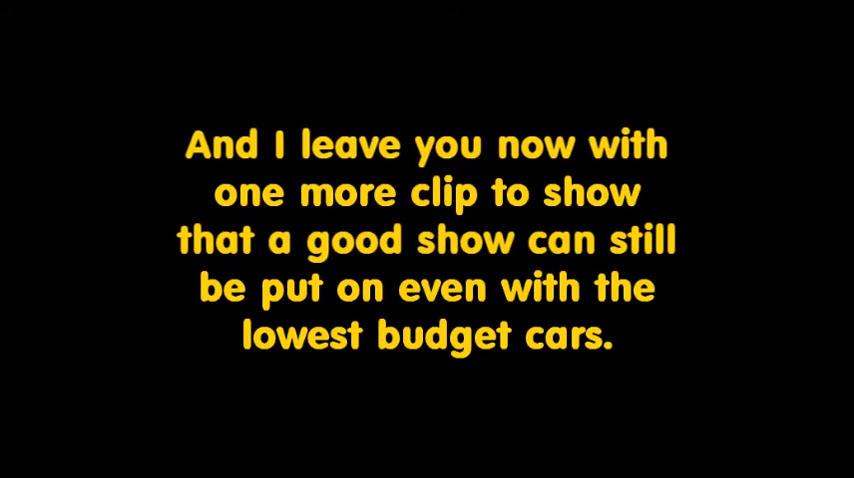 And I leave you now with
one more clip to show
that a good show can still
be put on even with the
lowest budget cars.